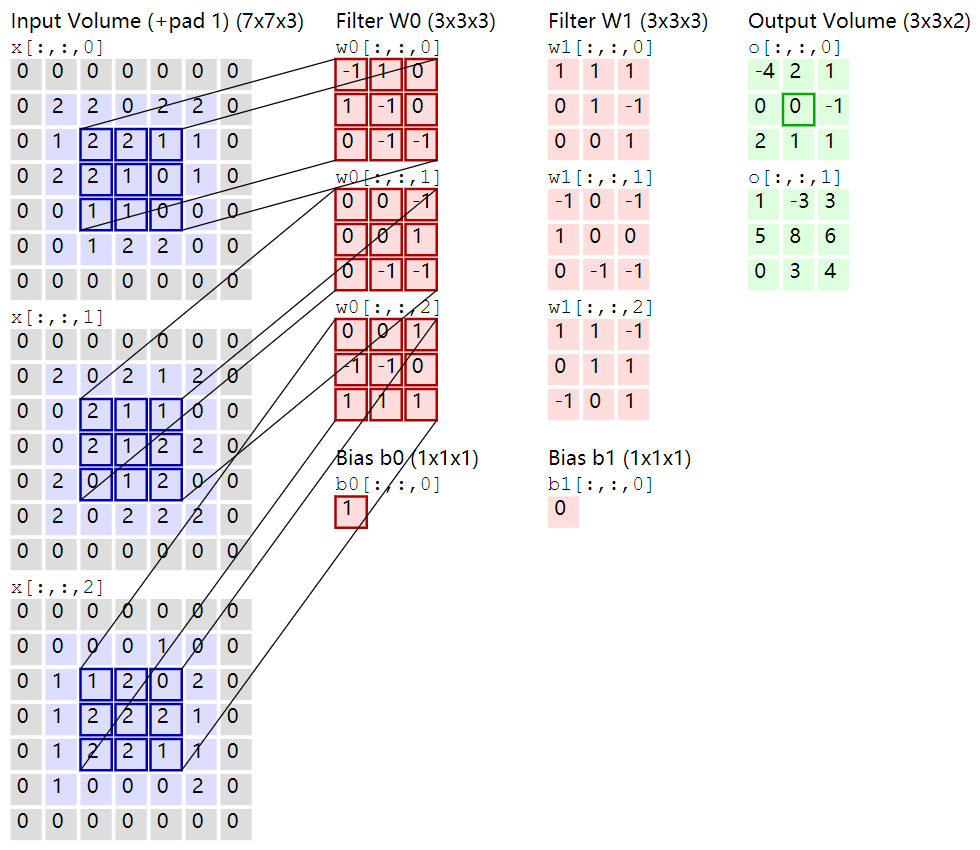 Input Volume (+pad 1) (7x7x3)
x[:,:,0]
0 0 0 0 0 0 0
0 2 2 0 2 2 0
0 1 2 2 1 1 0
0 2 2 1 0 1 0
0 0 1 1 0 0 0
0 0 1 2 2 0 0
0 0 0 0 0 0 0
x[:,:,1]
0 0 0 0 0 0 0
0 2 0 2 1 2 0
0 0 2 1 1 0 0
0 0 2 1 2 2 0
0 2 0 1 2 0 0
0 2 0 2 2 2 0
0 0 0 0 0 0 0
x[:,:,2]
0 0 0 0 0 0 0
0 0 0 0 1 0 0
0 1 1 2 0 2 0
0 1 2 2 2 1 0
0 1 2 2 1 1 0
0 1 0 0 0 2 0
0 0 0 0 0 0 0
Filter W0 (3x3x3)
w0[:,:,0]
-1 1 0
1 -1 0
0 -1 -1
w0[:,:,1]
0 0 -1
0 0 1
0 -1 -1
w0[:,:,2]
0 0 1
-1 -1 0
1 1 1
Bias b0 (1x1x1)
b0[:,:,0]
1
Filter W1 (3x3x3)
w1[:,:,0]
1 1 1
0 1 -1
0 0 1
w1[:,:,1]
-1 0 -1
1 0 0
0 -1 -1
w1[:,:,2]
1 1 -1
0 1 1
-1 0 1
Bias b1 (1x1x1)
b1[:,:,0]
0
Output Volume (3x3x2)
o[:,:,0]
-4 2 1
0 0 -1
2 1 1
o[:,:,1]
1 -3 3
5 8 6
0 3 4